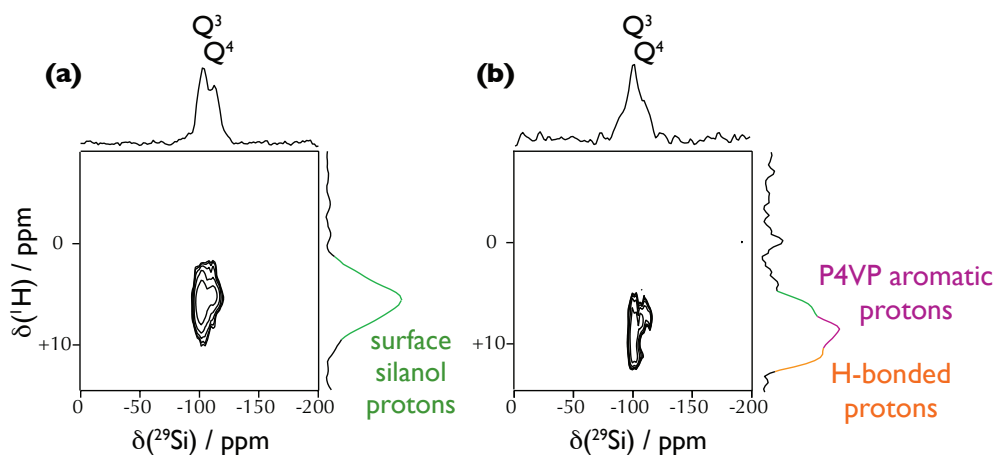 (a)
Q³
Q⁴
δ(¹H) / ppm
0
+10
0
-50
-100
-150
-200
δ(²⁹Si) / ppm
surface
silanol
protons
(b)
Q³
Q⁴
0
+10
0
-50
-100
-150
-200
δ(²⁹Si) / ppm
P4VP aromatic
protons
H-bonded
protons